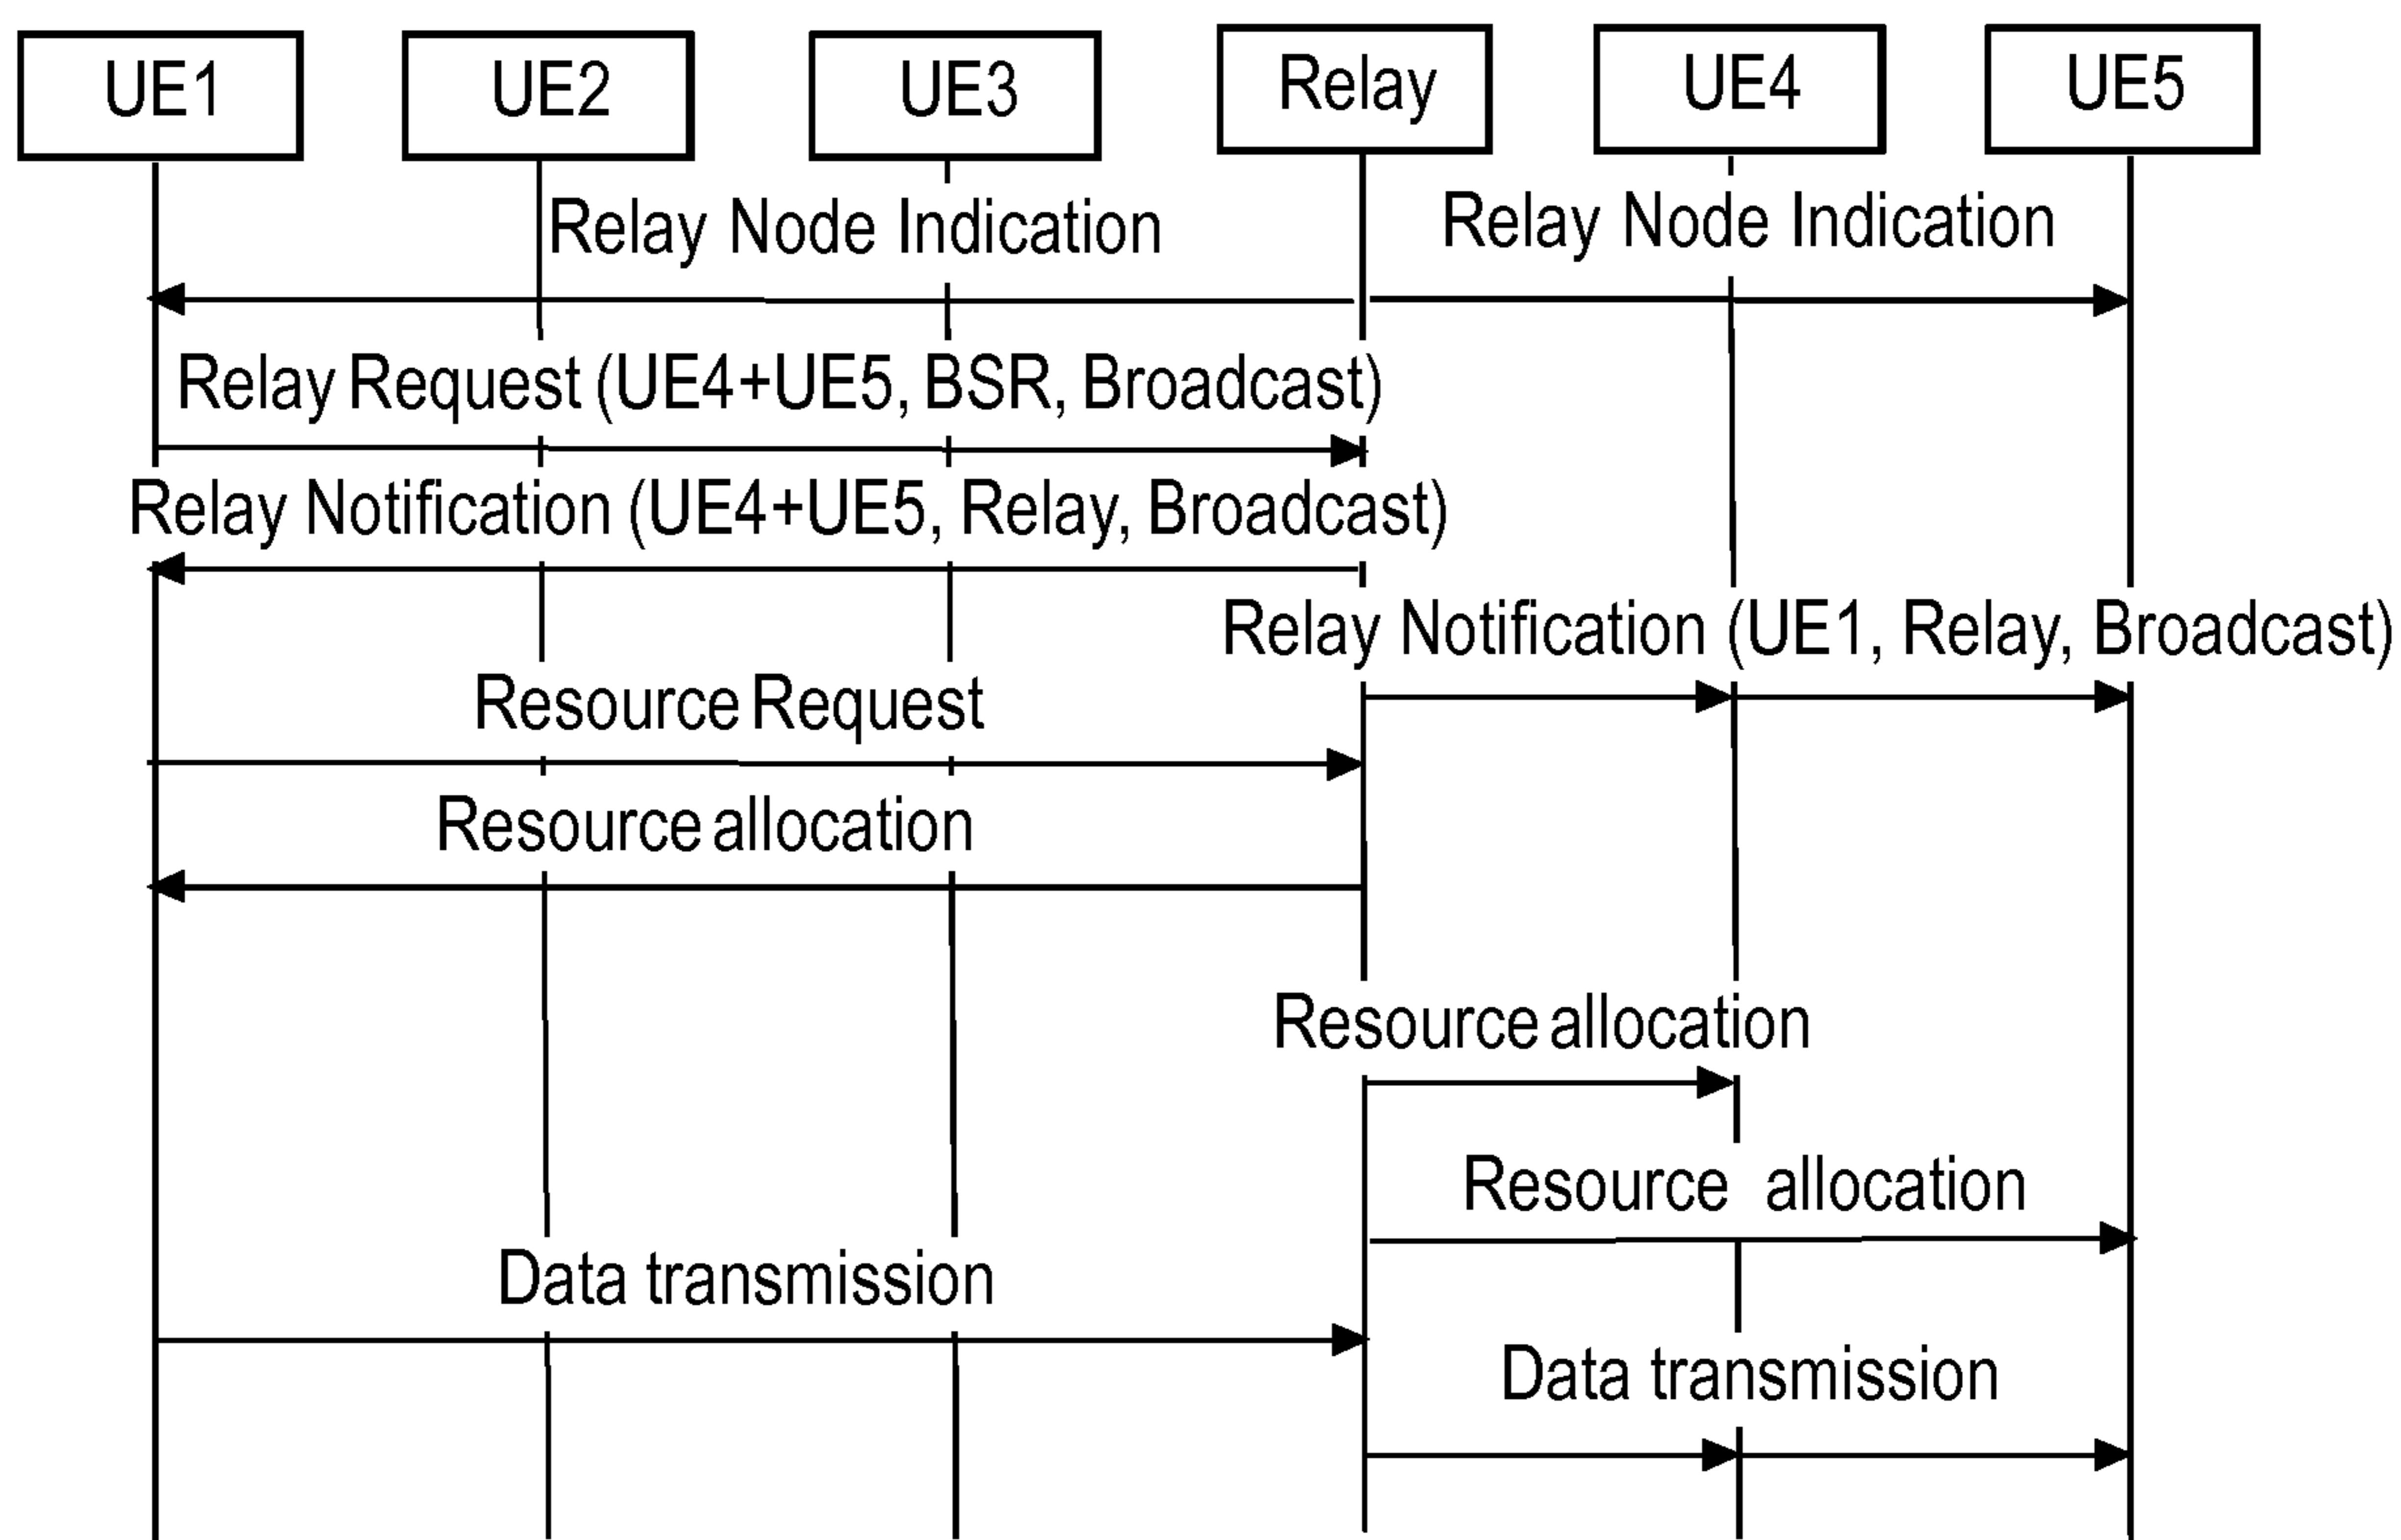 UE1
UE2
UE3
Relay
UE4
UE5
Relay Node Indication
Relay Node Indication
Relay Request (UE4+UE5, BSR, Broadcast)
Relay Notification (UE4+UE5, Relay, Broadcast)
Relay Notification (UE1, Relay, Broadcast)
Resource Request
Resource allocation
Resource allocation
Resource allocation
Data transmission
Data transmission